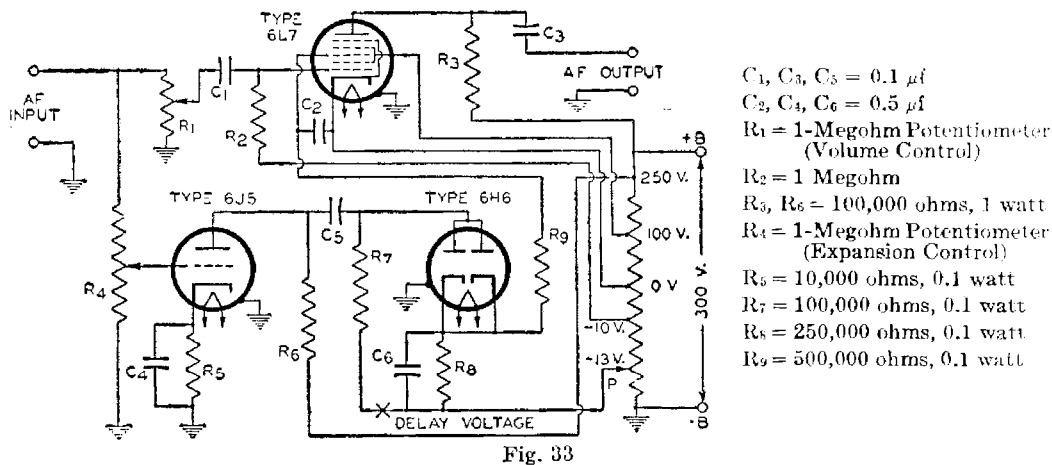 TYPE
6L7
C₃
R₃
AF OUTPUT
AF
INPUT
R₁
C₁
R₂
C₂
+B
250 V.
100 V.
0 V
-10 V.
-13 V.
P
300 V.
-B
TYPE 6J5
TYPE 6H6
C₅
R₇
R₉
R₄
R₆
C₆
R₈
C₄
R₅
DELAY VOLTAGE
Fig. 33
C₁, C₃, C₅ = 0.1 μf
C₂, C₄, C₆ = 0.5 μf
R₁ = 1-Megohm Potentiometer
(Volume Control)
R₂ = 1 Megohm
R₃, R₆ = 100,000 ohms, 1 watt
R₄ = 1-Megohm Potentiometer
(Expansion Control)
R₅ = 10,000 ohms, 0.1 watt
R₇ = 100,000 ohms, 0.1 watt
R₈ = 250,000 ohms, 0.1 watt
R₉ = 500,000 ohms, 0.1 watt